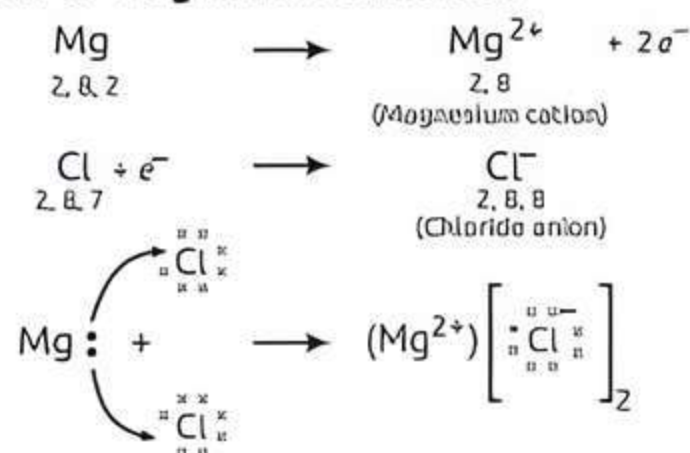 Mg → Mg²⁺ + 2e⁻
2, 8, 2 2, 8
(Magnesium cation)
Cl + e⁻ → Cl⁻
2, 8, 7 2, 8, 8
(Chloride anion)
Cl
Mg : + → (Mg²⁺) [ Cl ⁻ ]₂
Cl